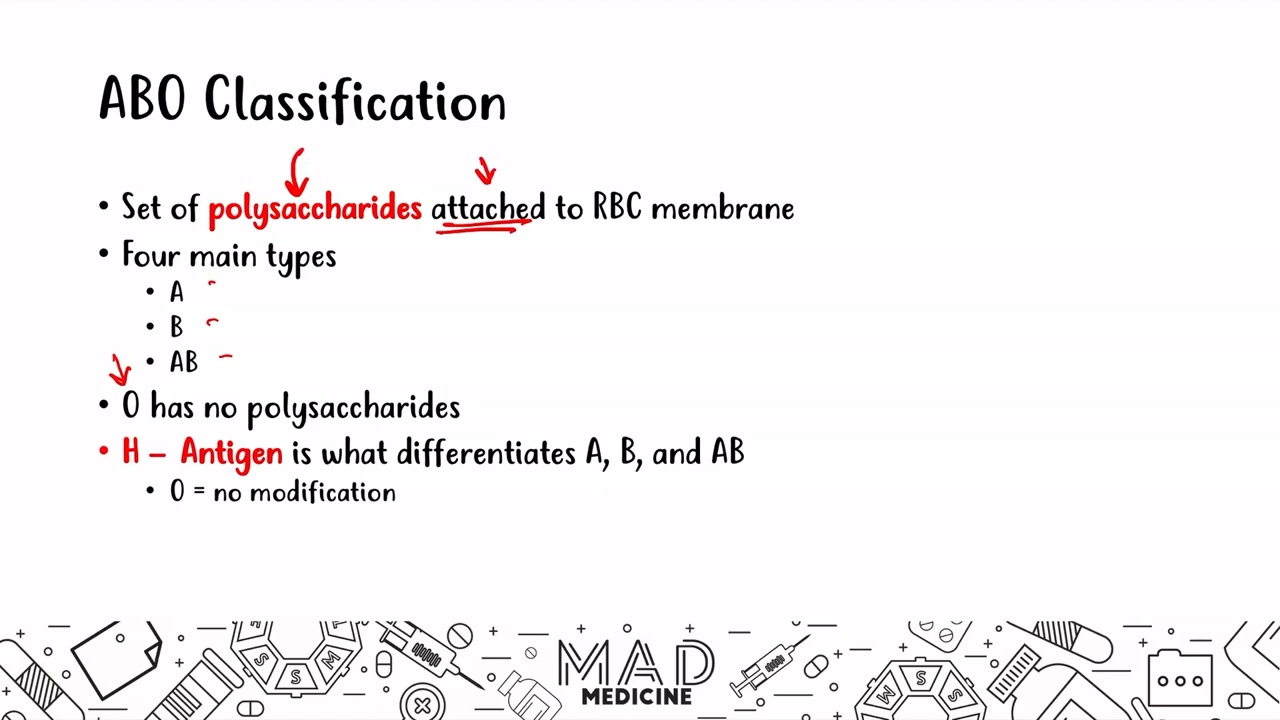 ABO Classification
• Set of polysaccharides attached to RBC membrane
• Four main types
• A
• B
• AB
• O has no polysaccharides
• H – Antigen is what differentiates A, B, and AB
• O = no modification
MAD
MEDICINE